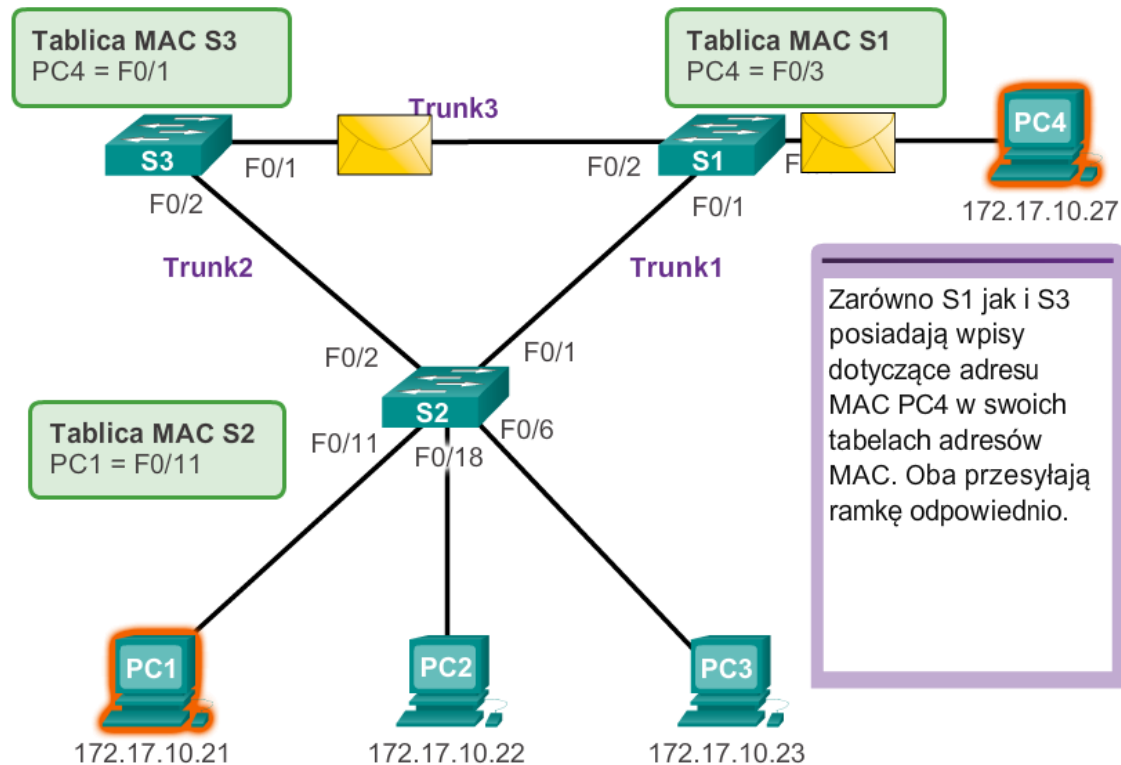 Tablica MAC S3
PC4 = F0/1
Tablica MAC S1
PC4 = F0/3
Trunk3
PC4
S3
F0/1
F0/2
S1
F
F0/2
F0/1
172.17.10.27
Trunk2
Trunk1
Zarówno S1 jak i S3
posiadają wpisy
dotyczące adresu
MAC PC4 w swoich
tabelach adresów
MAC. Oba przesyłają
ramkę odpowiednio.
F0/2
F0/1
S2
Tablica MAC S2
PC1 = F0/11
F0/11
F0/18
F0/6
PC1
PC2
PC3
172.17.10.21
172.17.10.22
172.17.10.23